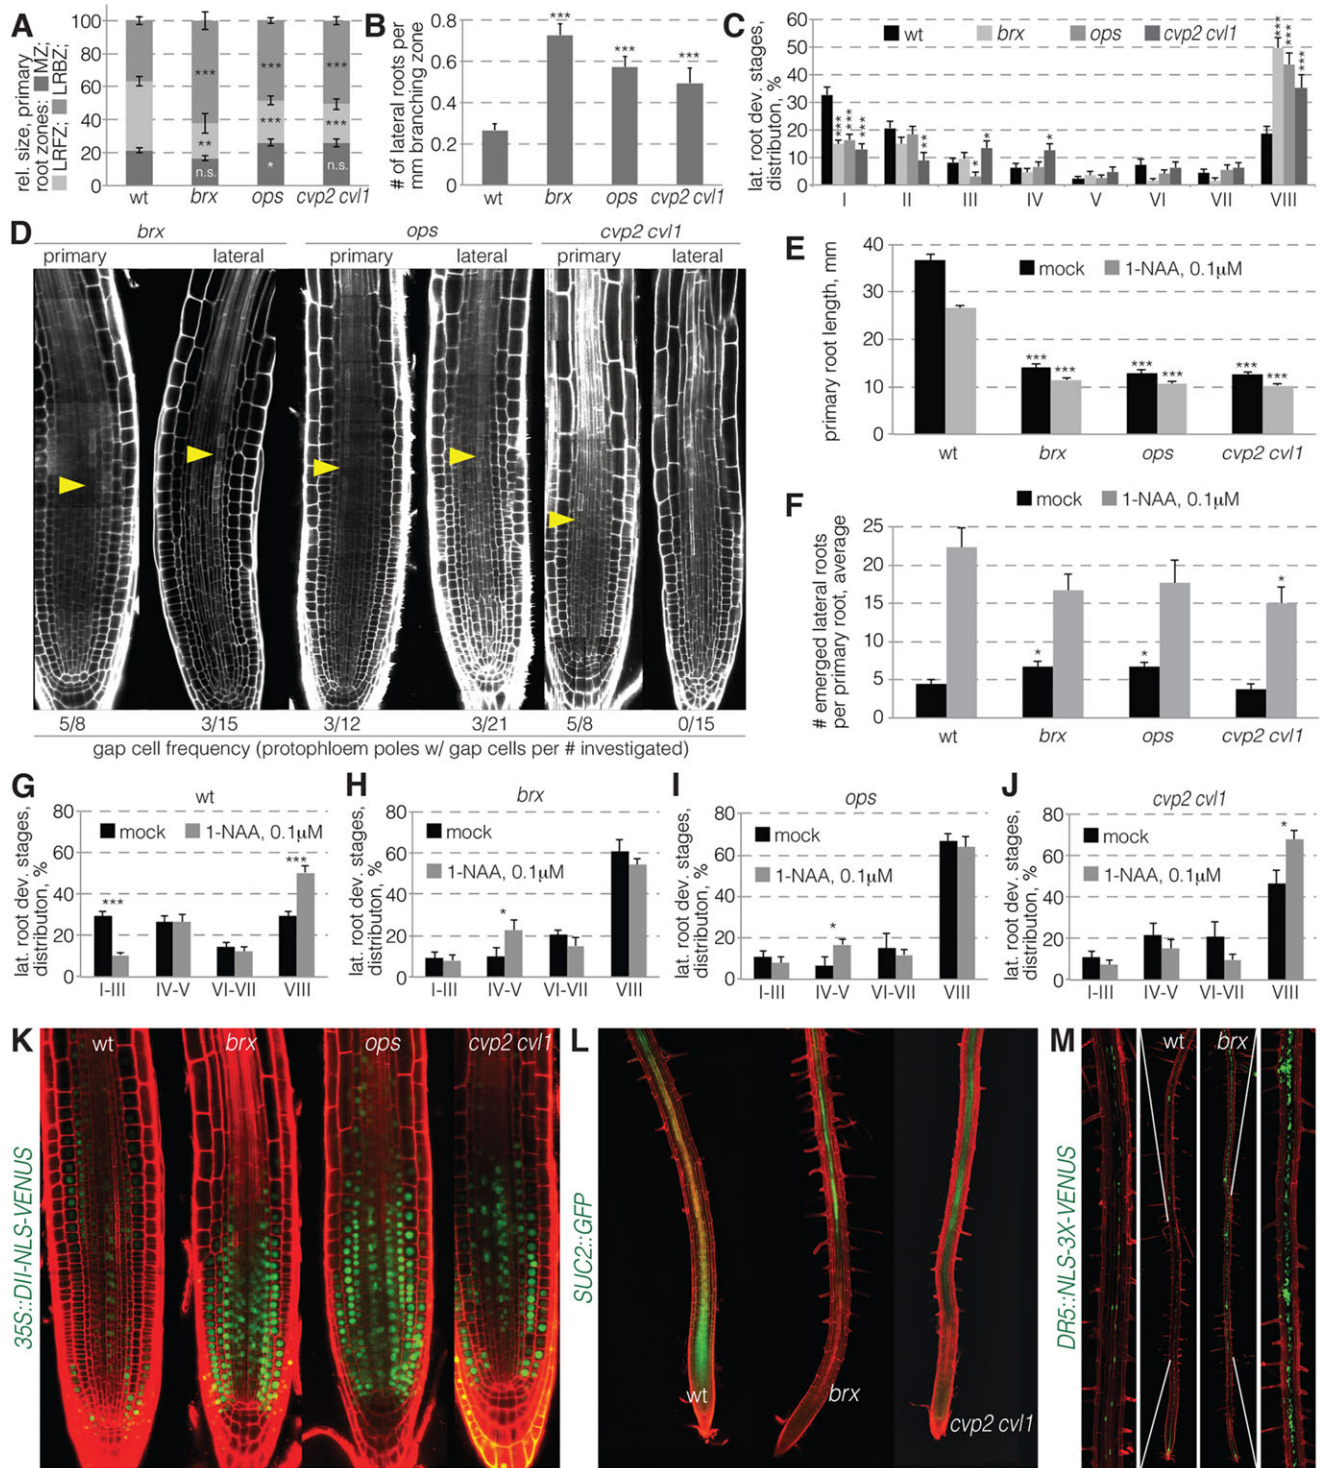 A
rel. size, primary
root zones: MZ;
LRFZ; LRBZ;
100
80
60
40
20
0
***
***
***
***
***
**
n.s.
*
n.s.
wt brx ops cvp2 cvl1
B
# of lateral roots per
mm branching zone
0.8
0.6
0.4
0.2
0
***
***
***
wt brx ops cvp2 cvl1
C
lat. root dev. stages,
distributon, %
60
50
40
30
20
10
0
wt brx ops cvp2 cvl1
*** *** ***
**
* **
*
*** *** ***
I II III IV V VI VII VIII
D
brx ops cvp2 cvl1
primary lateral primary lateral primary lateral
5/8 3/15 3/12 3/21 5/8 0/15
gap cell frequency (protophloem poles w/ gap cells per # investigated)
E
primary root length, mm
40
30
20
10
0
mock 1-NAA, 0.1µM
*** *** *** *** *** ***
wt brx ops cvp2 cvl1
F
mock 1-NAA, 0.1µM
# emerged lateral roots
per primary root, average
25
20
15
10
5
0
* * *
wt brx ops cvp2 cvl1
G
wt
lat. root dev. stages,
distributon, %
80
60
40
20
0
mock 1-NAA, 0.1µM
*** ***
I-III IV-V VI-VII VIII
H
brx
lat. root dev. stages,
distributon, %
80
60
40
20
0
mock
1-NAA, 0.1µM
*
I-III IV-V VI-VII VIII
I
ops
lat. root dev. stages,
distributon, %
80
60
40
20
0
mock
1-NAA, 0.1µM
*
I-III IV-V VI-VII VIII
J
cvp2 cvl1
lat. root dev. stages,
distributon, %
80
60
40
20
0
mock
1-NAA, 0.1µM
*
I-III IV-V VI-VII VIII
K
35S::DII-NLS-VENUS
wt brx ops cvp2 cvl1
L
SUC2::GFP
wt brx cvp2 cvl1
M
DR5::NLS-3X-VENUS
wt brx